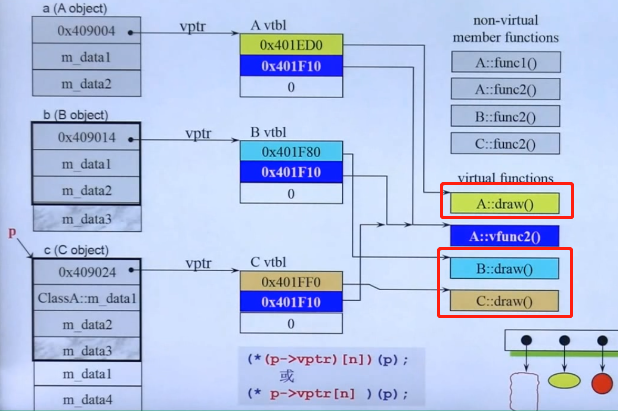 a (A object)
0x409004
m_data1
m_data2
vptr
A vtbl
0x401ED0
0x401F10
0
b (B object)
0x409014
m_data1
m_data2
m_data3
vptr
B vtbl
0x401F80
0x401F10
0
p
c (C object)
0x409024
ClassA::m_data1
m_data2
m_data3
m_data1
m_data4
vptr
C vtbl
0x401FF0
0x401F10
0
(*(p->vptr)[n])(p);
或
(* p->vptr[n] )(p);
non-virtual
member functions
A::func1()
A::func2()
B::func2()
C::func2()
virtual functions
A::draw()
A::vfunc2()
B::draw()
C::draw()